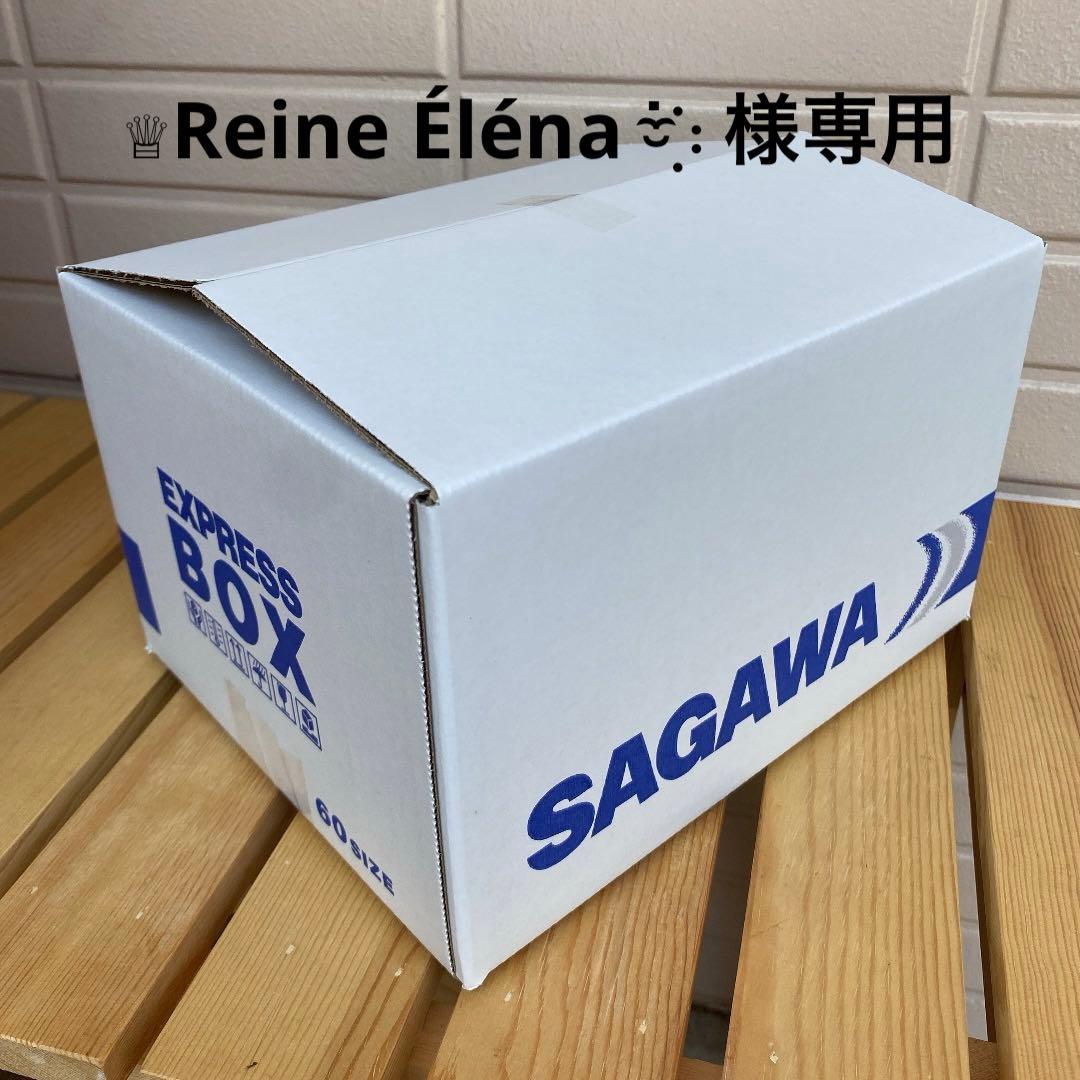 ♕Reine Éléna ⍤⃛ 様専用
EXPRESS
BOX
60 SIZE
SAGAWA